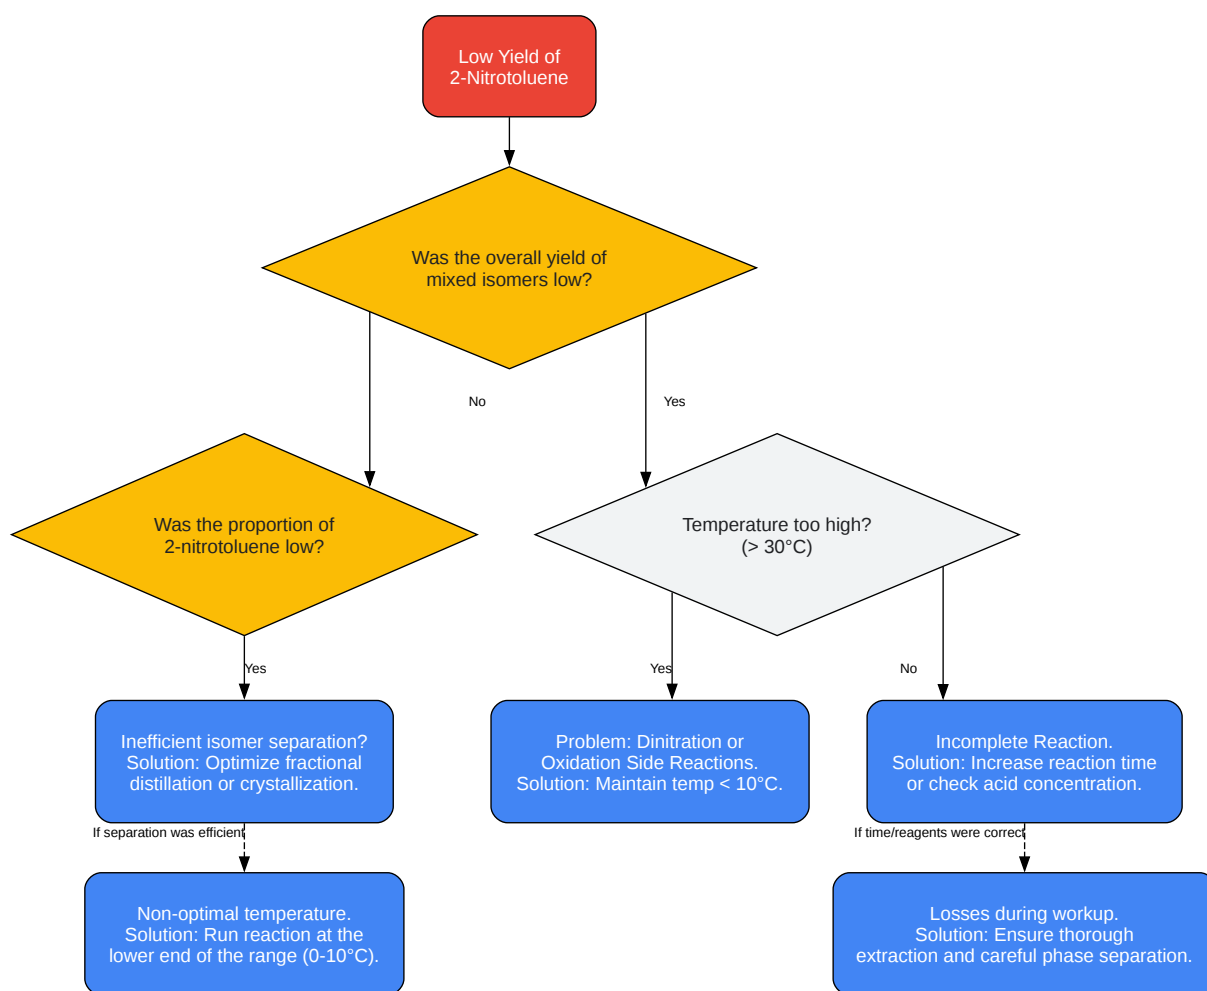 Low Yield of
2-Nitrotoluene
Was the overall yield of
mixed isomers low?
No
Yes
Was the proportion of
2-nitrotoluene low?
Temperature too high?
(> 30°C)
Yes
Yes
No
Inefficient isomer separation?
Solution: Optimize fractional
distillation or crystallization.
Problem: Dinitration or
Oxidation Side Reactions.
Solution: Maintain temp < 10°C.
Incomplete Reaction.
Solution: Increase reaction time
or check acid concentration.
If separation was efficient
If time/reagents were correct
Non-optimal temperature.
Solution: Run reaction at the
lower end of the range (0-10°C).
Losses during workup.
Solution: Ensure thorough
extraction and careful phase separation.